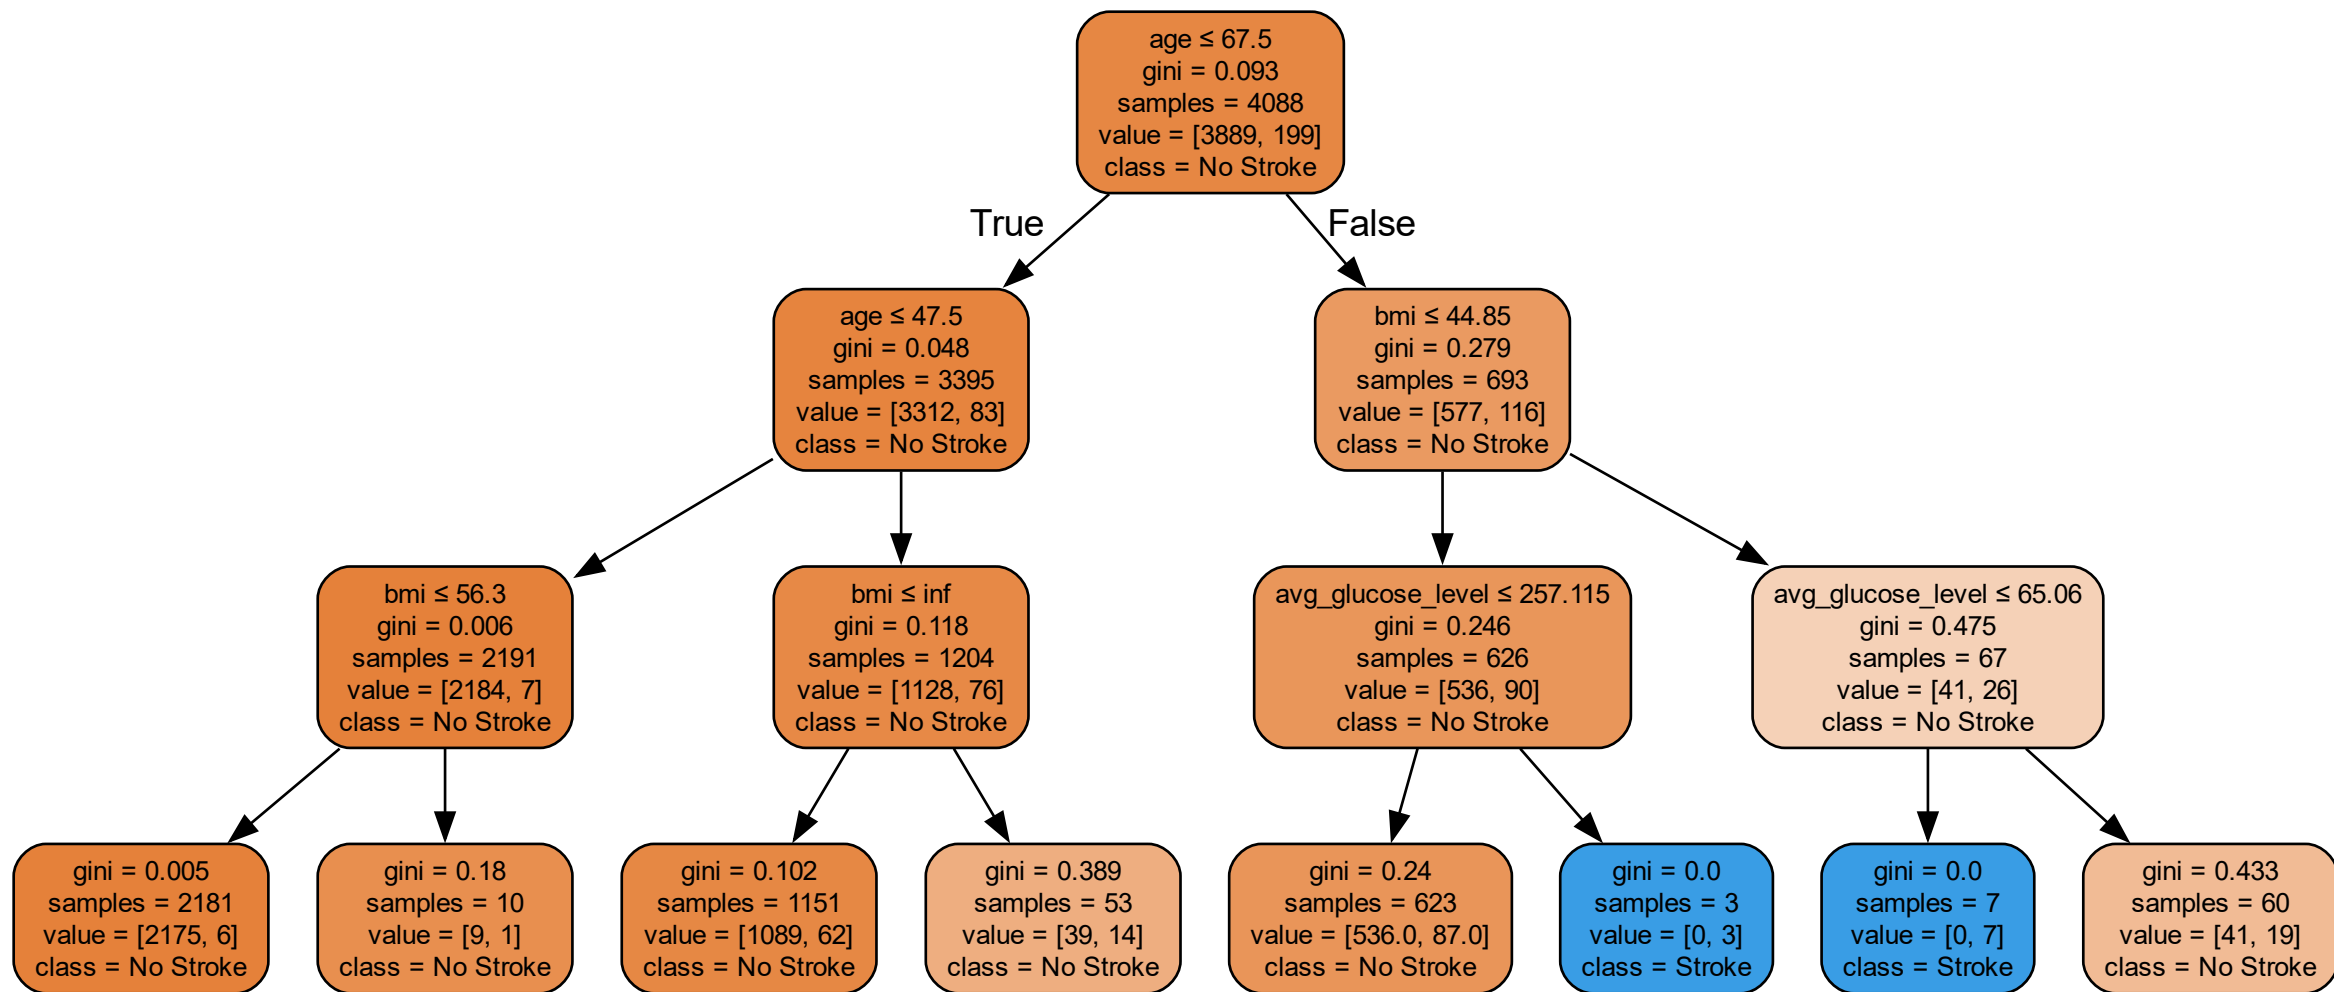 age ≤ 67.5
gini = 0.093
samples = 4088
value = [3889, 199]
class = No Stroke
True
False
age ≤ 47.5
gini = 0.048
samples = 3395
value = [3312, 83]
class = No Stroke
bmi ≤ 44.85
gini = 0.279
samples = 693
value = [577, 116]
class = No Stroke
bmi ≤ 56.3
gini = 0.006
samples = 2191
value = [2184, 7]
class = No Stroke
bmi ≤ inf
gini = 0.118
samples = 1204
value = [1128, 76]
class = No Stroke
avg_glucose_level ≤ 257.115
gini = 0.246
samples = 626
value = [536, 90]
class = No Stroke
avg_glucose_level ≤ 65.06
gini = 0.475
samples = 67
value = [41, 26]
class = No Stroke
gini = 0.005
samples = 2181
value = [2175, 6]
class = No Stroke
gini = 0.18
samples = 10
value = [9, 1]
class = No Stroke
gini = 0.102
samples = 1151
value = [1089, 62]
class = No Stroke
gini = 0.389
samples = 53
value = [39, 14]
class = No Stroke
gini = 0.24
samples = 623
value = [536.0, 87.0]
class = No Stroke
gini = 0.0
samples = 3
value = [0, 3]
class = Stroke
gini = 0.0
samples = 7
value = [0, 7]
class = Stroke
gini = 0.433
samples = 60
value = [41, 19]
class = No Stroke